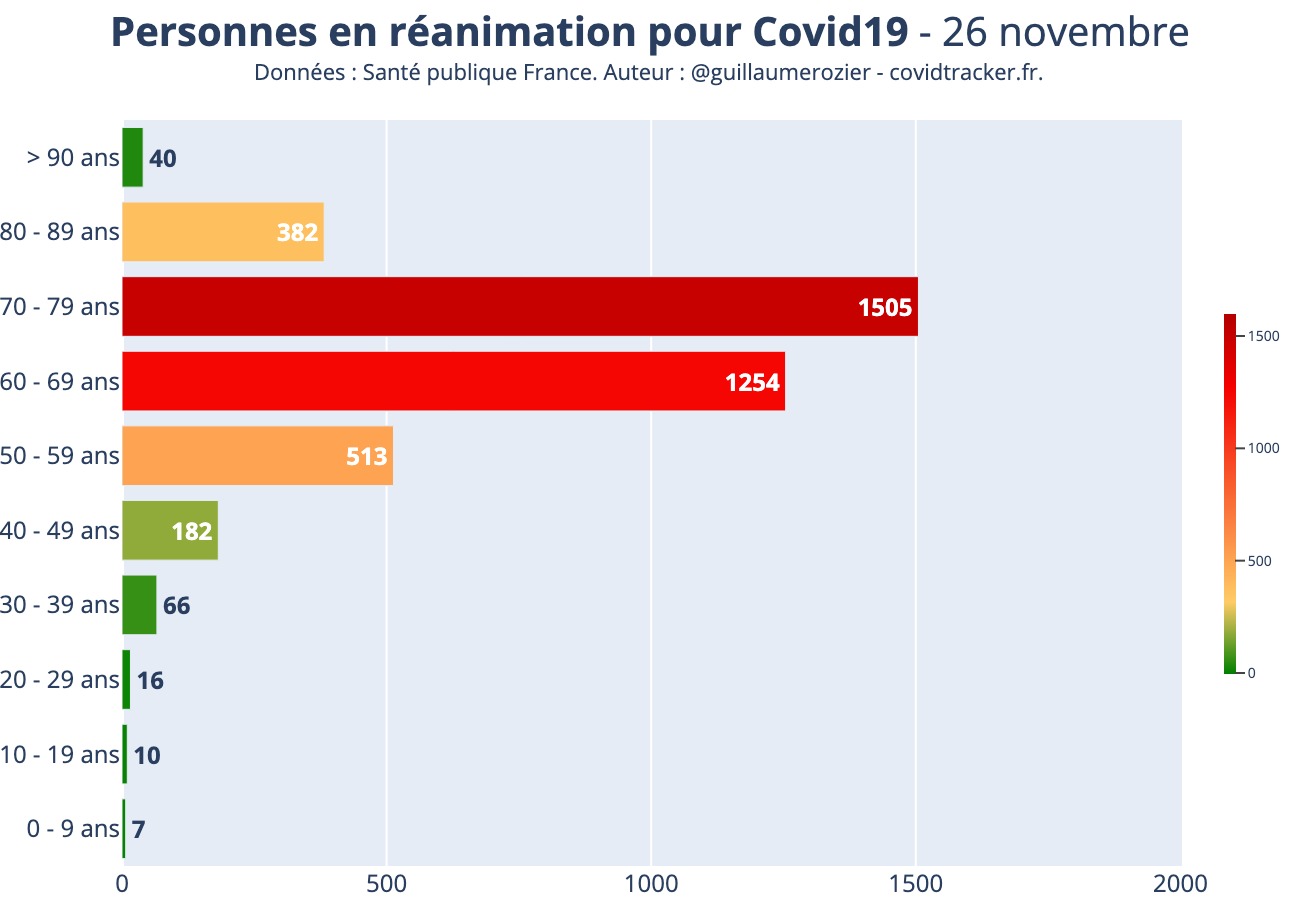 Personnes en réanimation pour Covid19 - 26 novembre
Données : Santé publique France. Auteur : @guillaumerozier - covidtracker.fr.
> 90 ans 40
80 - 89 ans 382
70 - 79 ans 1505
60 - 69 ans 1254
50 - 59 ans 513
40 - 49 ans 182
30 - 39 ans 66
20 - 29 ans 16
10 - 19 ans 10
0 - 9 ans 7
0 500 1000 1500 2000
1500
1000
500
0